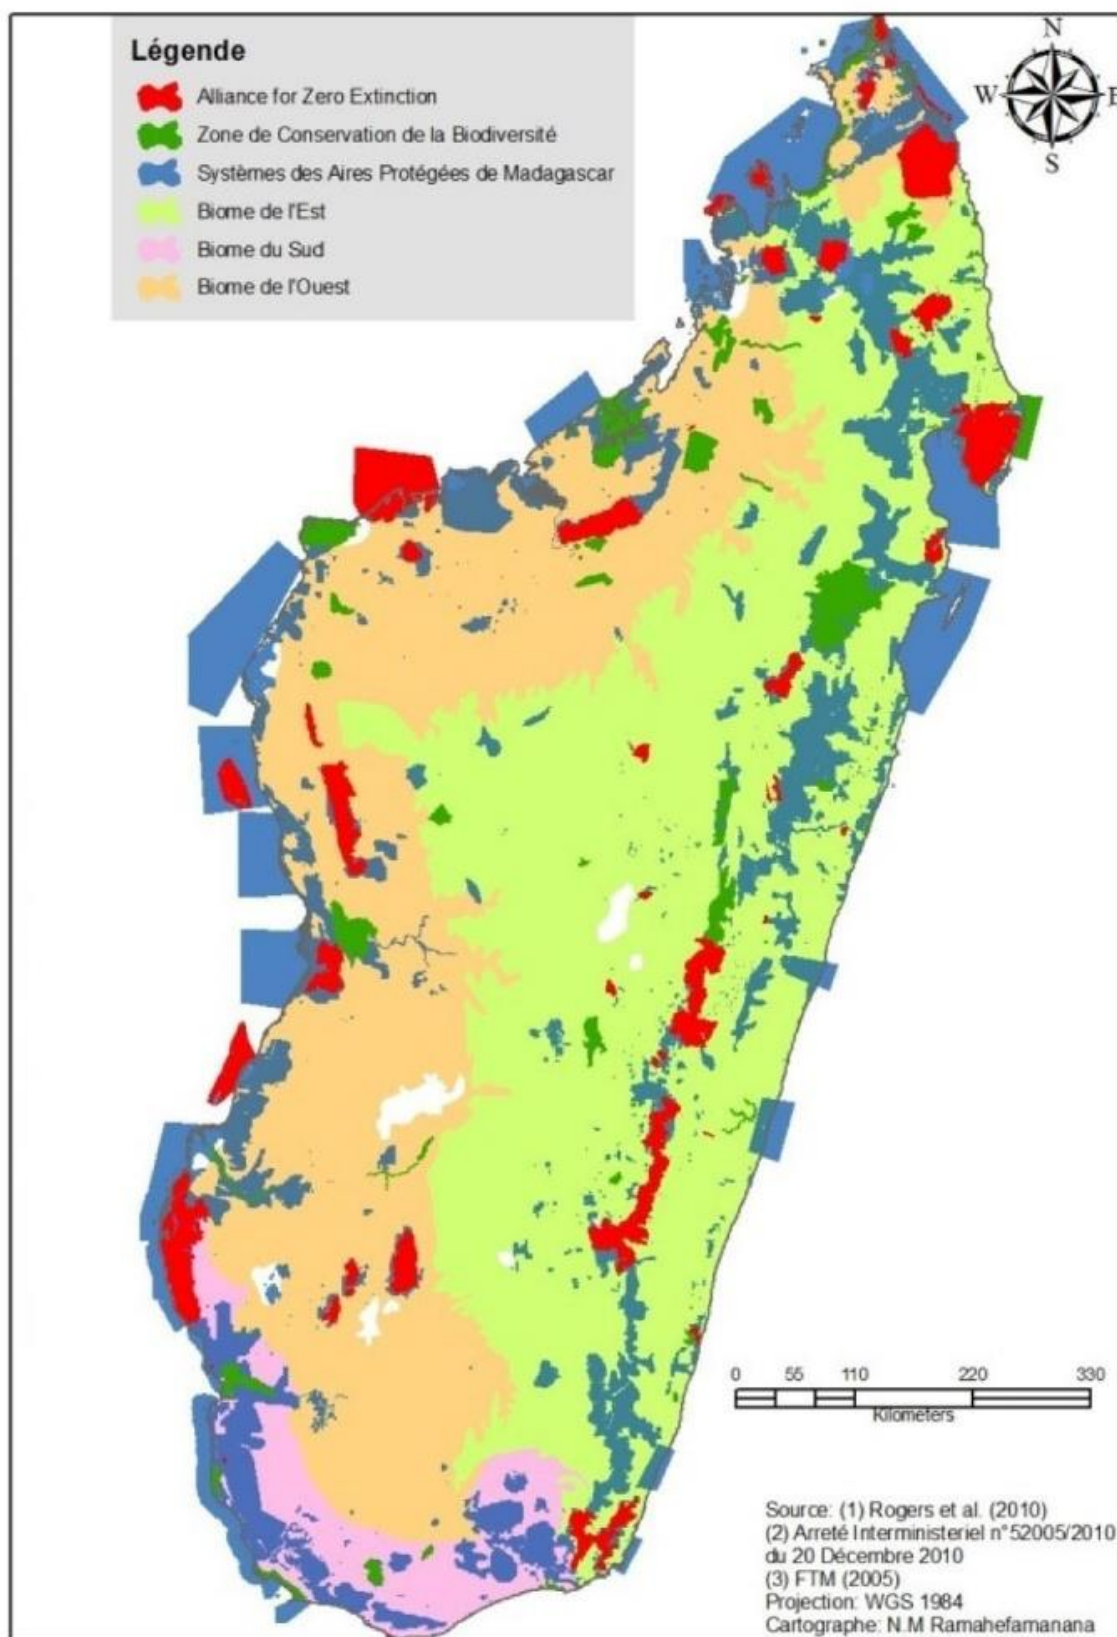 Légende
Alliance for Zero Extinction
Zone de Conservation de la Biodiversité
Systèmes des Aires Protégées de Madagascar
Biome de l'Est
Biome du Sud
Biome de l'Ouest
N
W E
S
0 55 110 220 330
Kilometers
Source: (1) Rogers et al. (2010)
(2) Arreté Interministeriel n°52005/2010
du 20 Décembre 2010
(3) FTM (2005)
Projection: WGS 1984
Cartographe: N.M Ramahefamanana